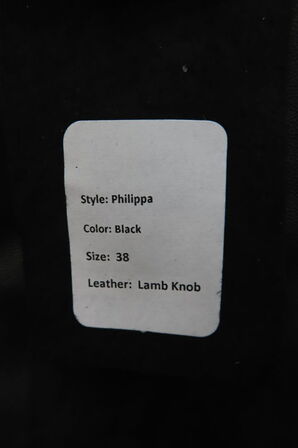 Style: Philippa
Color: Black
Size: 38
Leather: Lamb Knob